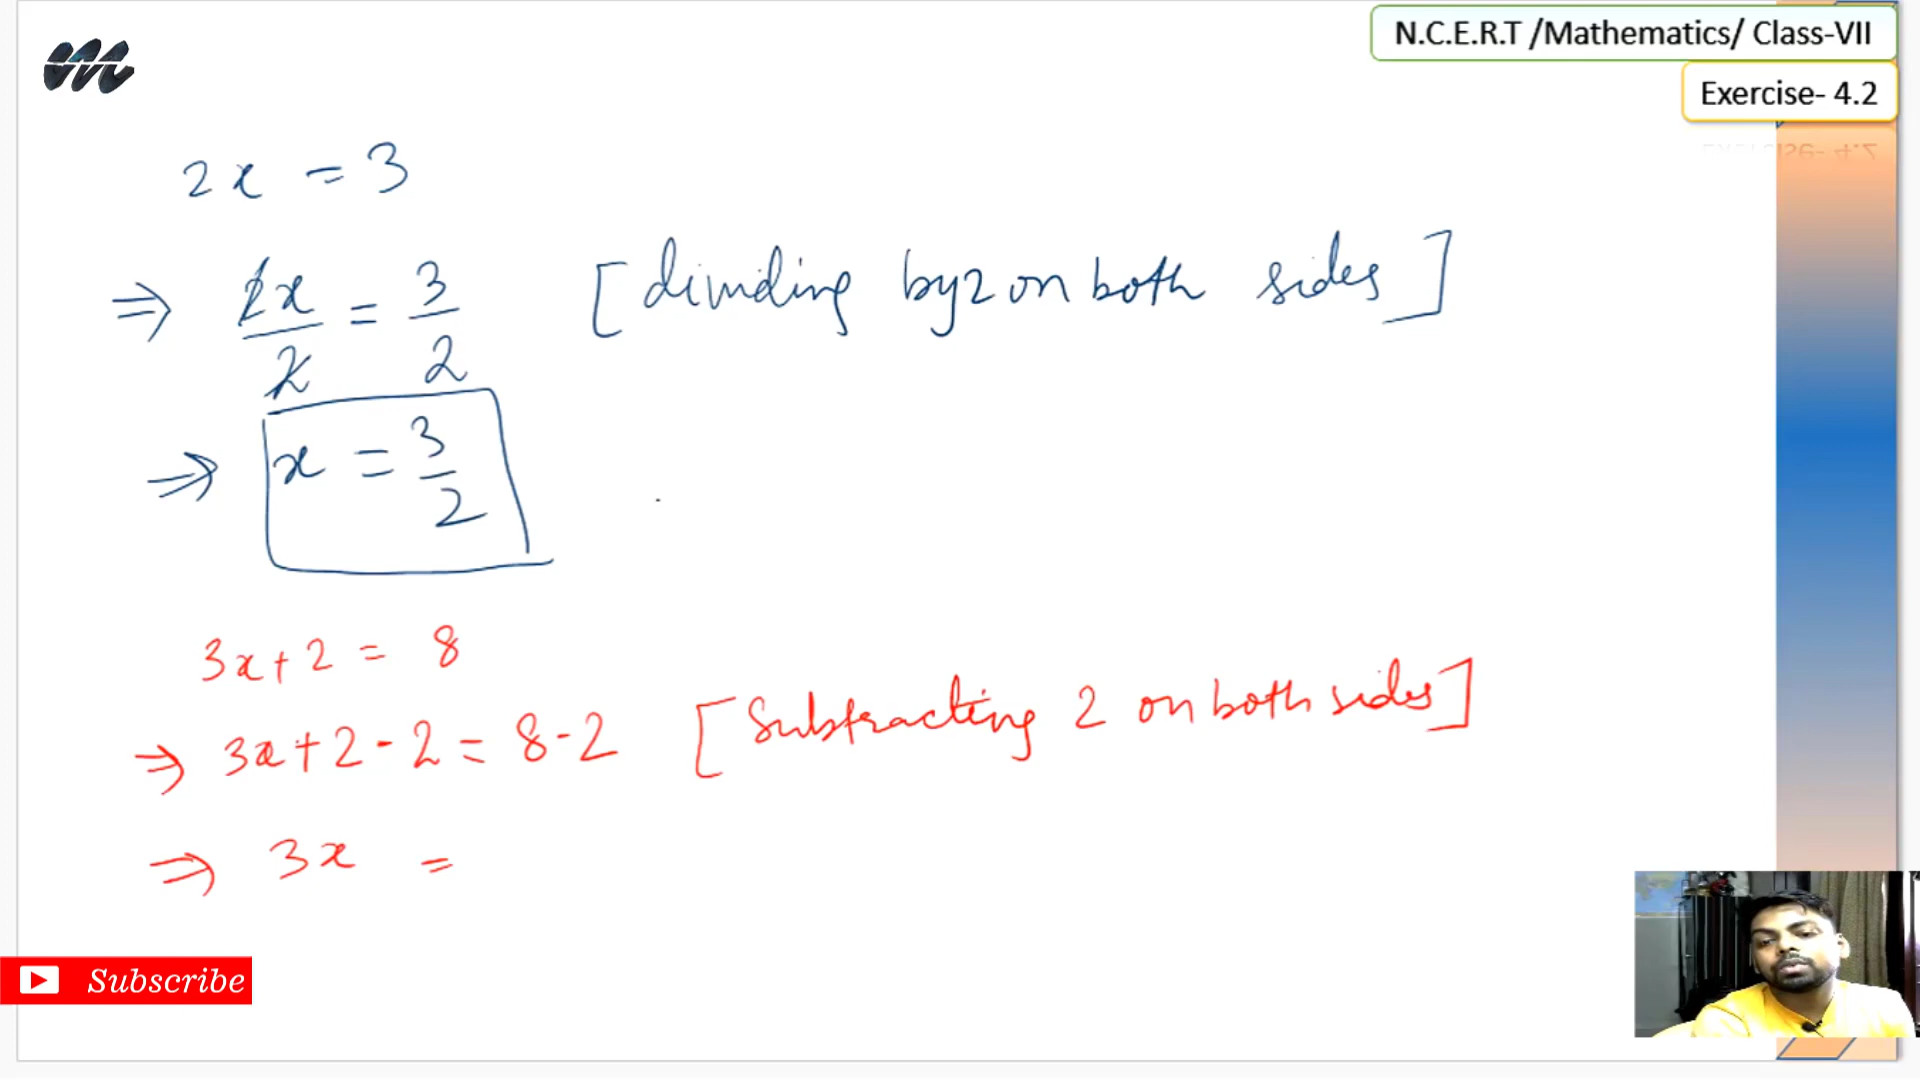 N.C.E.R.T /Mathematics/ Class-VII
Exercise- 4.2
2x = 3
⇒ 2x/2 = 3/2 [dividing by 2 on both sides]
⇒ x = 3/2
3x + 2 = 8
⇒ 3x + 2 - 2 = 8 - 2 [Subtracting 2 on both sides]
⇒ 3x =
Subscribe